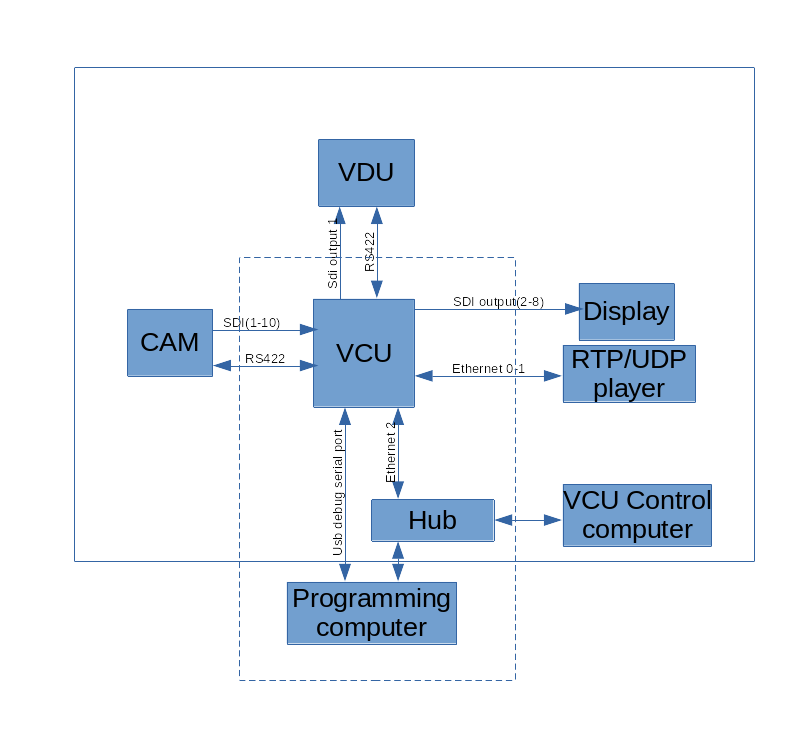 VDU
Sdi output 1
RS422
SDI output(2-8)
Display
CAM
SDI(1-10)
RS422
VCU
Ethernet 0-1
RTP/UDP
player
Usb debug serial port
Ethernet 2
Hub
VCU Control
computer
Programming
computer